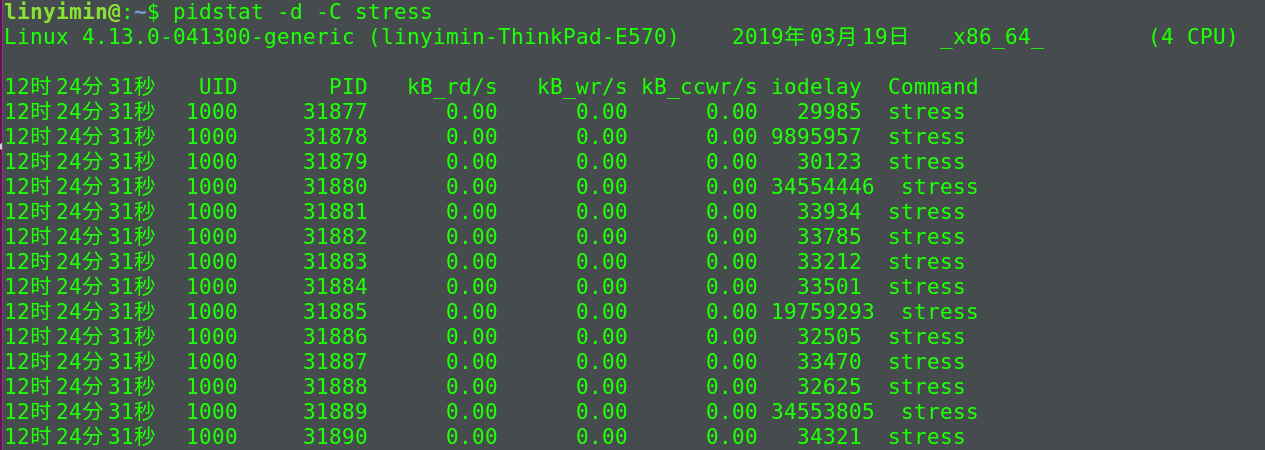 linyimin@:~$ pidstat -d -C stress
Linux 4.13.0-041300-generic (linyimin-ThinkPad-E570) 2019年03月19日 _x86_64_ (4 CPU)
12时24分31秒 UID PID kB_rd/s kB_wr/s kB_ccwr/s iodelay Command
12时24分31秒 1000 31877 0.00 0.00 0.00 29985 stress
12时24分31秒 1000 31878 0.00 0.00 0.00 9895957 stress
12时24分31秒 1000 31879 0.00 0.00 0.00 30123 stress
12时24分31秒 1000 31880 0.00 0.00 0.00 34554446 stress
12时24分31秒 1000 31881 0.00 0.00 0.00 33934 stress
12时24分31秒 1000 31882 0.00 0.00 0.00 33785 stress
12时24分31秒 1000 31883 0.00 0.00 0.00 33212 stress
12时24分31秒 1000 31884 0.00 0.00 0.00 33501 stress
12时24分31秒 1000 31885 0.00 0.00 0.00 19759293 stress
12时24分31秒 1000 31886 0.00 0.00 0.00 32505 stress
12时24分31秒 1000 31887 0.00 0.00 0.00 33470 stress
12时24分31秒 1000 31888 0.00 0.00 0.00 32625 stress
12时24分31秒 1000 31889 0.00 0.00 0.00 34553805 stress
12时24分31秒 1000 31890 0.00 0.00 0.00 34321 stress